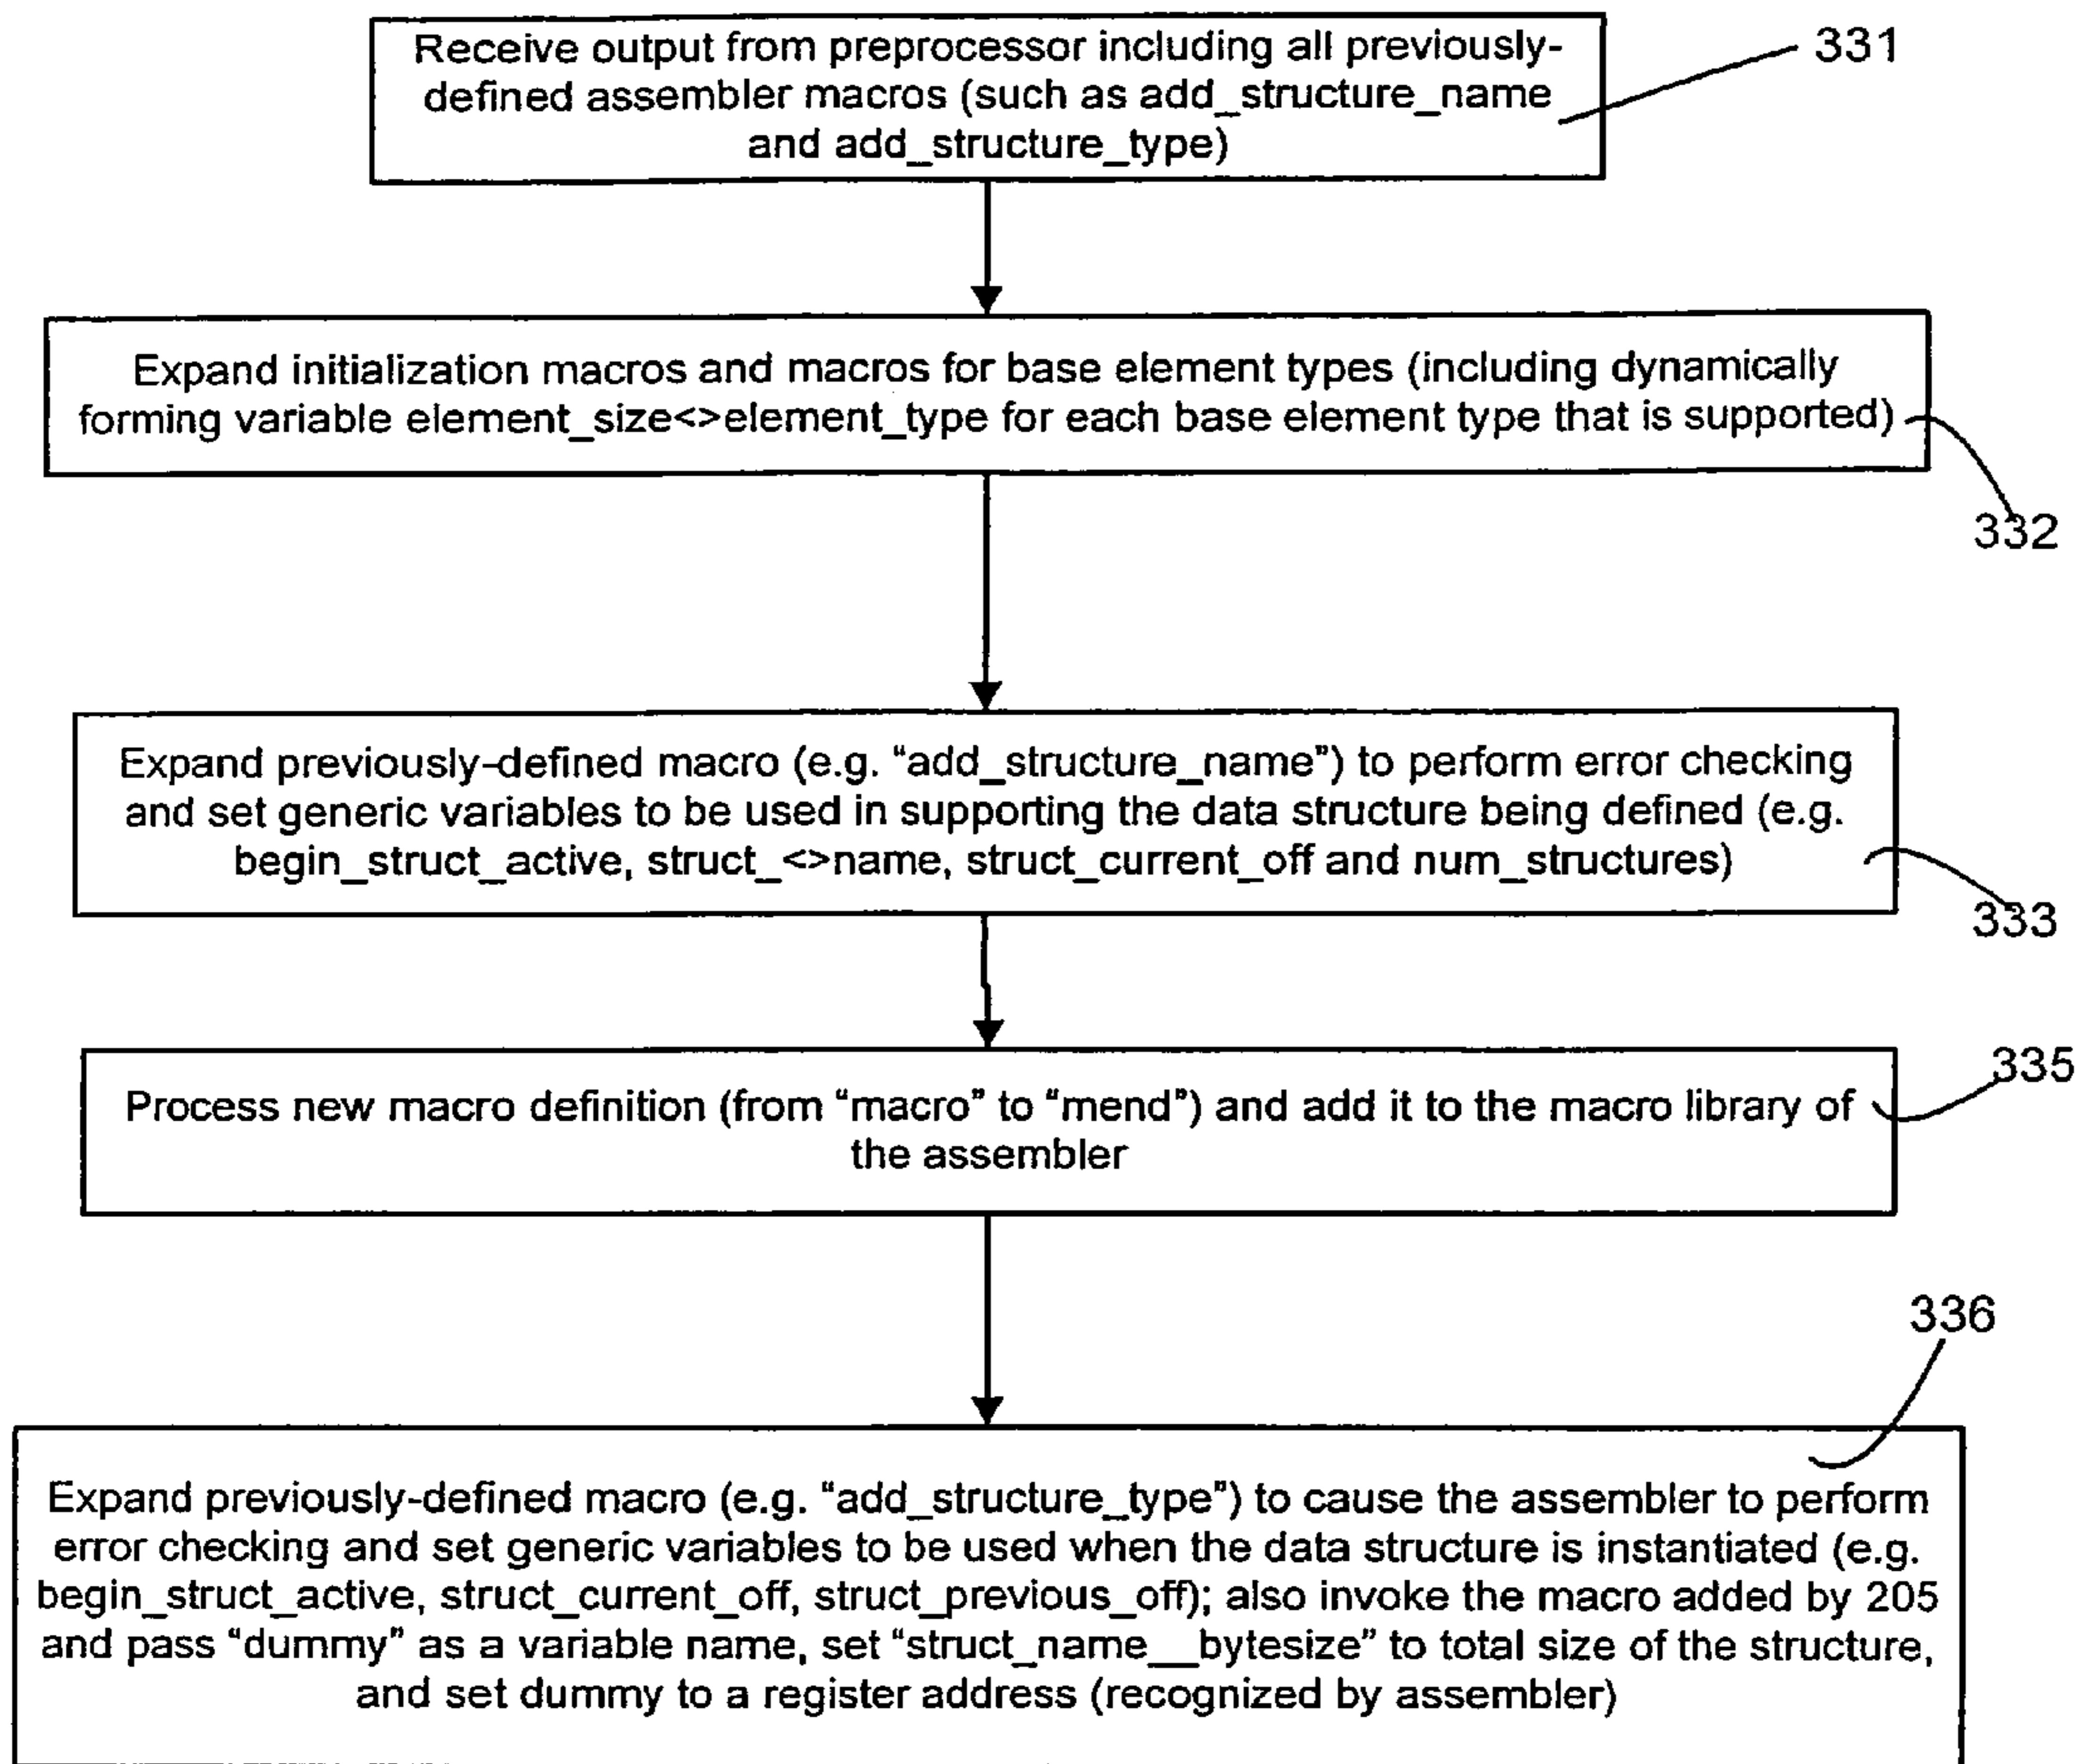 Receive output from preprocessor including all previously-
defined assembler macros (such as add_structure_name
and add_structure_type)
331
Expand initialization macros and macros for base element types (including dynamically
forming variable element_size<>element_type for each base element type that is supported)
332
Expand previously-defined macro (e.g. “add_structure_name”) to perform error checking
and set generic variables to be used in supporting the data structure being defined (e.g.
begin_struct_active, struct_<>name, struct_current_off and num_structures)
333
Process new macro definition (from “macro” to “mend”) and add it to the macro library of
the assembler
335
336
Expand previously-defined macro (e.g. “add_structure_type”) to cause the assembler to perform
error checking and set generic variables to be used when the data structure is instantiated (e.g.
begin_struct_active, struct_current_off, struct_previous_off); also invoke the macro added by 205
and pass “dummy” as a variable name, set “struct_name__bytesize” to total size of the structure,
and set dummy to a register address (recognized by assembler)